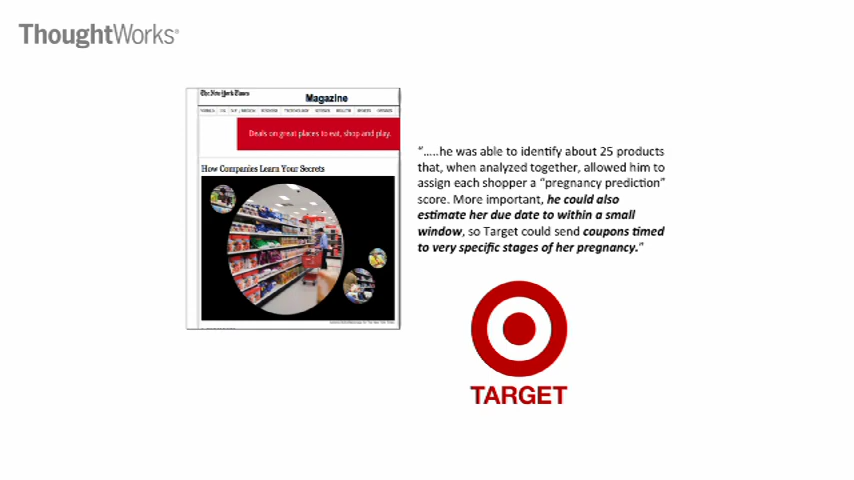 ThoughtWorks®
The New York Times
Magazine
Deals on great places to eat, shop and play.
How Companies Learn Your Secrets
“.....he was able to identify about 25 products
that, when analyzed together, allowed him to
assign each shopper a “pregnancy prediction”
score. More important, he could also
estimate her due date to within a small
window, so Target could send coupons timed
to very specific stages of her pregnancy.”
TARGET